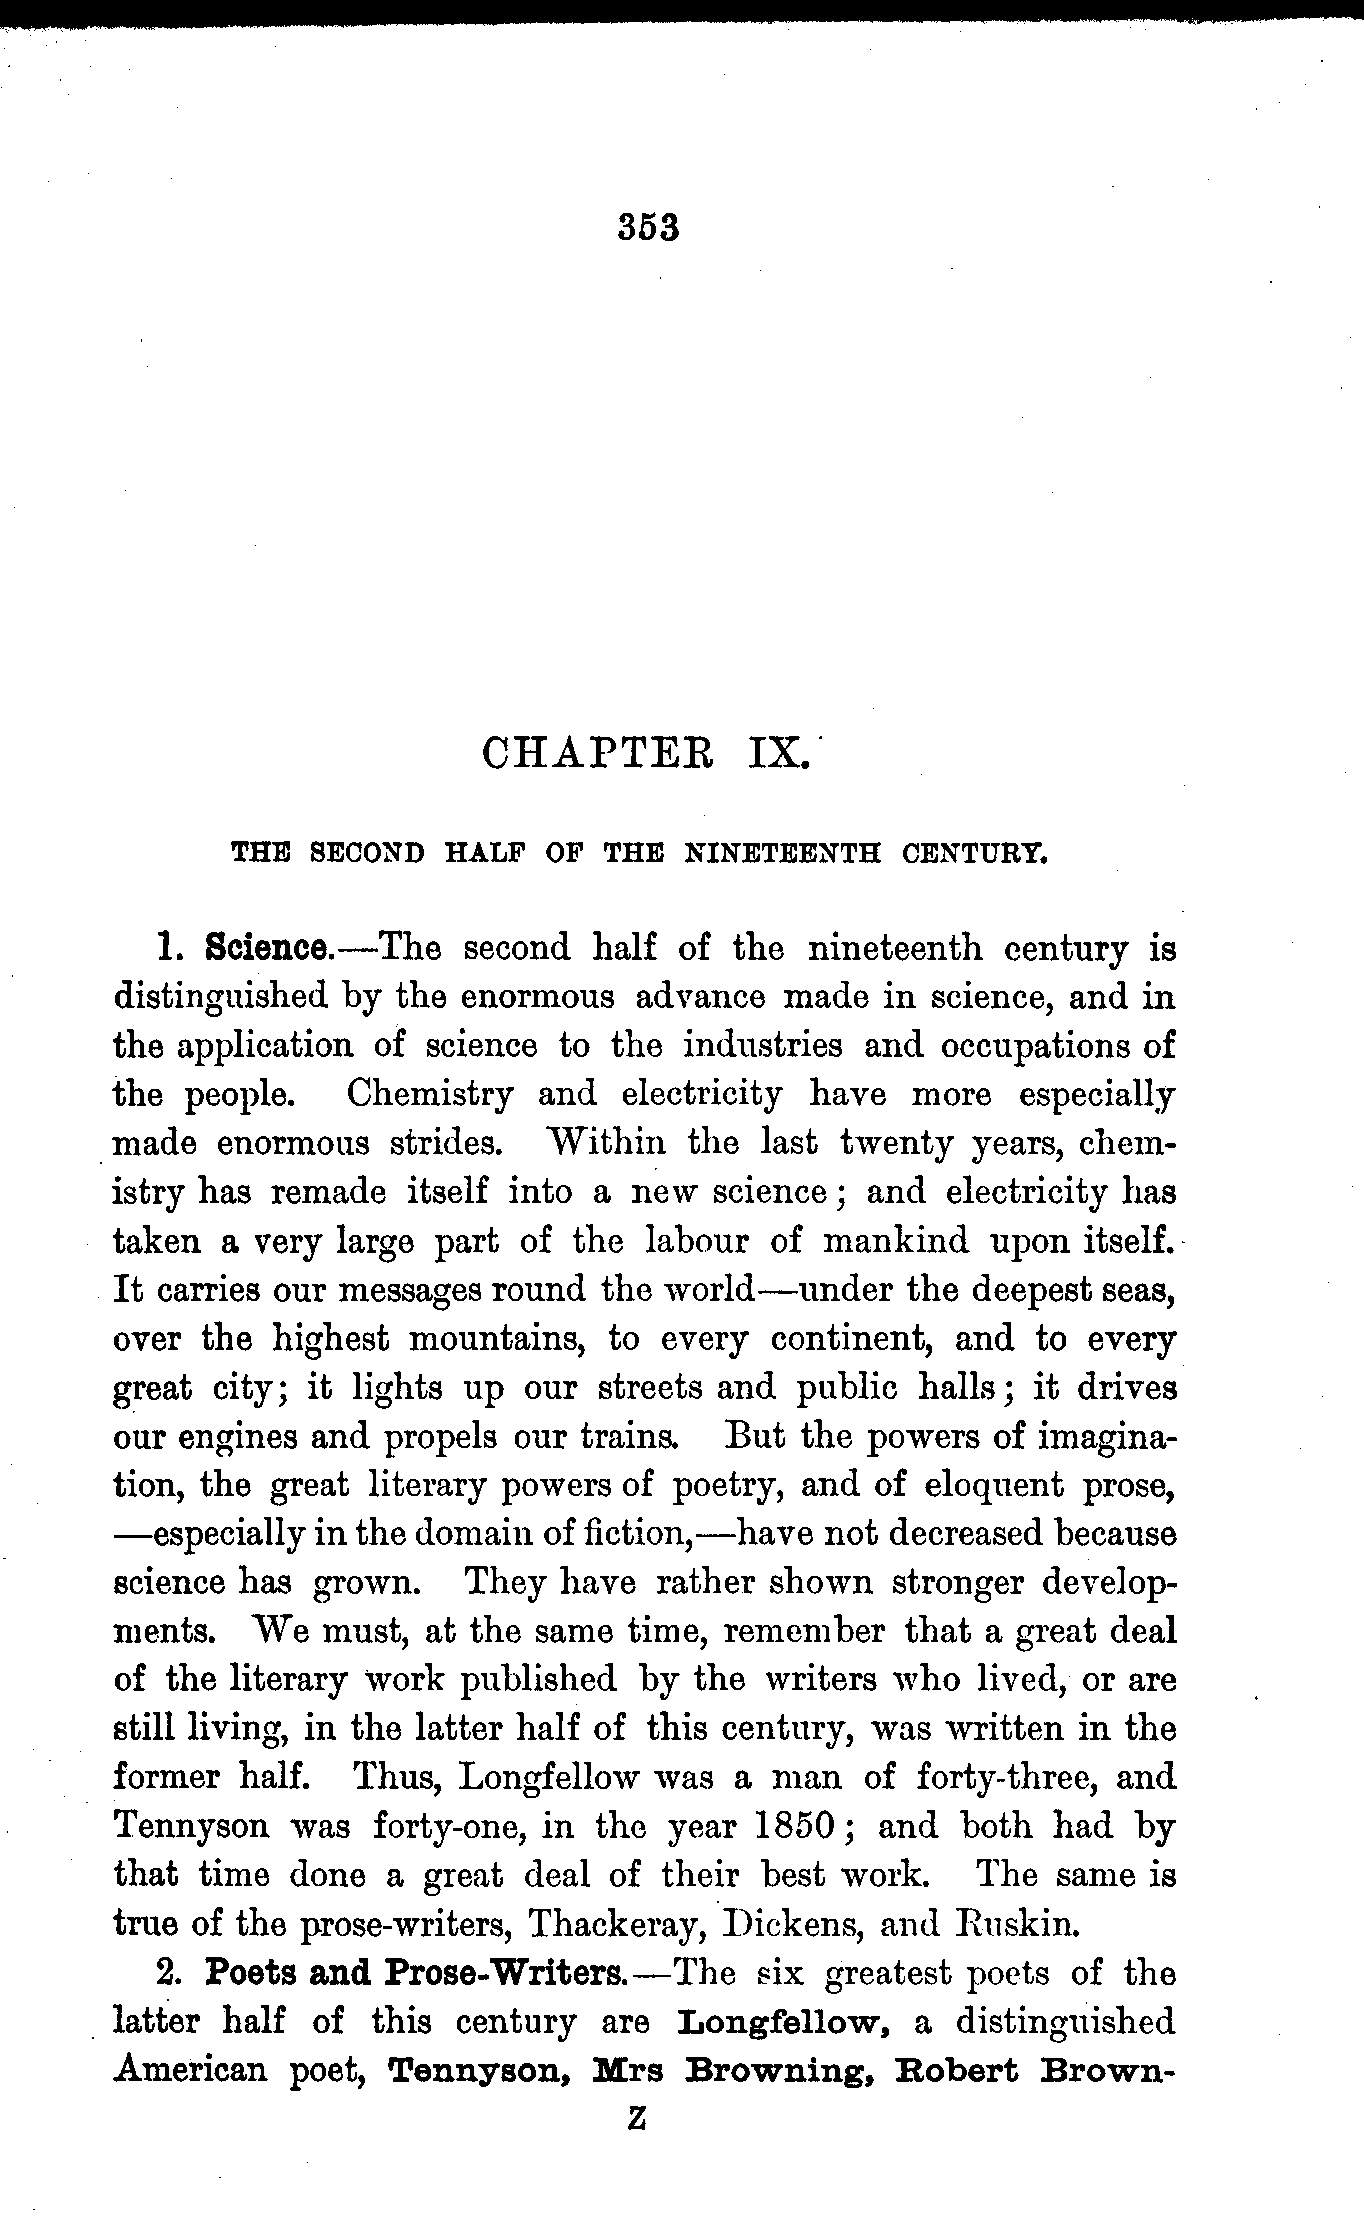 353
CHAPTER IX.
THE SECOND HALF OF THE NINETEENTH CENTURY.
1. Science.—The second half of the nineteenth century is
distinguished by the enormous advance made in science, and in
the application of science to the industries and occupations of
the people. Chemistry and electricity have more especially
made enormous strides. Within the last twenty years, chem-
istry has remade itself into a new science; and electricity has
taken a very large part of the labour of mankind upon itself.
It carries our messages round the world—under the deepest seas,
over the highest mountains, to every continent, and to every
great city; it lights up our streets and public halls; it drives
our engines and propels our trains. But the powers of imagina-
tion, the great literary powers of poetry, and of eloquent prose,
—especially in the domain of fiction,—have not decreased because
science has grown. They have rather shown stronger develop-
ments. We must, at the same time, remember that a great deal
of the literary work published by the writers who lived, or are
still living, in the latter half of this century, was written in the
former half. Thus, Longfellow was a man of forty-three, and
Tennyson was forty-one, in the year 1850; and both had by
that time done a great deal of their best work. The same is
true of the prose-writers, Thackeray, Dickens, and Ruskin.
2. Poets and Prose-Writers.—The six greatest poets of the
latter half of this century are Longfellow, a distinguished
American poet, Tennyson, Mrs Browning, Robert Brown-
Z